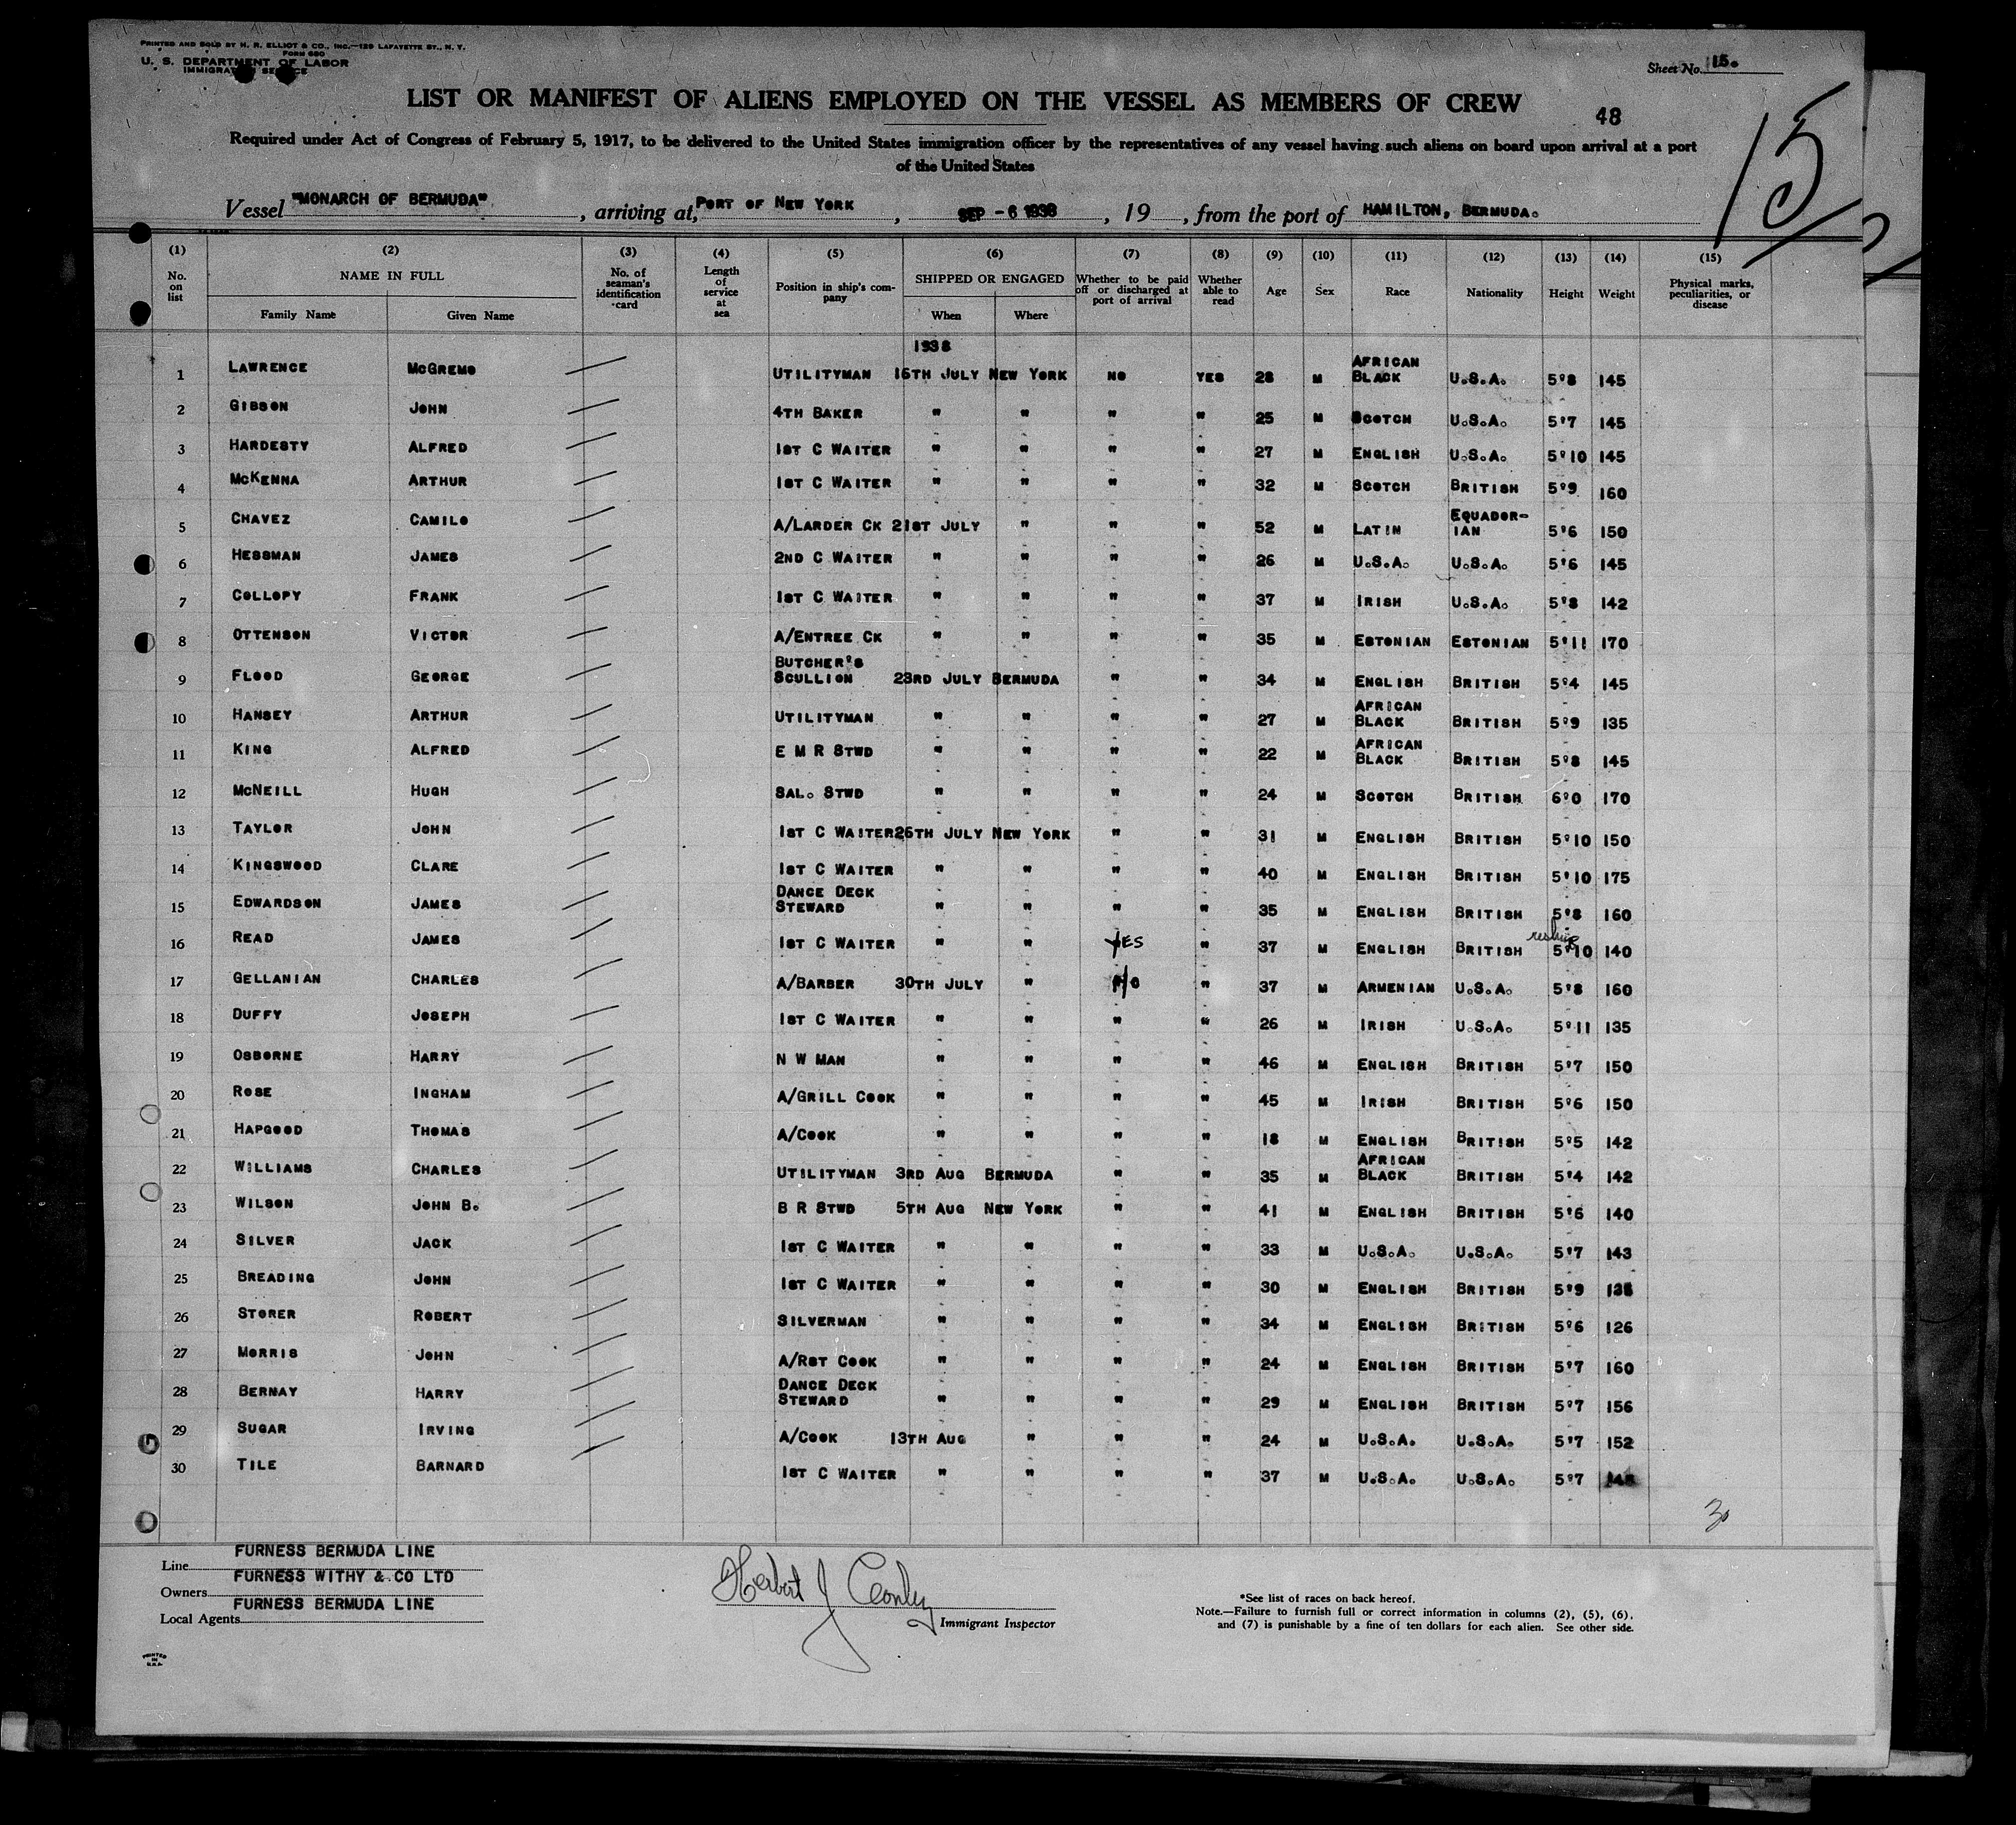 PRINTED AND SOLD BY H. R. ELLIOT & CO., INC.—129 LAFAYETTE ST., N. Y.
FORM 680
U. S. DEPARTMENT OF LABOR
IMMIGRATION SERVICE
Sheet No. 15.
LIST OR MANIFEST OF ALIENS EMPLOYED ON THE VESSEL AS MEMBERS OF CREW
48
15
Required under Act of Congress of February 5, 1917, to be delivered to the United States immigration officer by the representatives of any vessel having such aliens on board upon arrival at a port
of the United States
Vessel "MONARCH OF BERMUDA", arriving at, PORT OF NEW YORK, SEP - 6 1938, 19, from the port of HAMILTON, BERMUDA.
(1) (2) (3) (4) (5) (6) (7) (8) (9) (10) (11) (12) (13) (14) (15)
No. on list NAME IN FULL Family Name Given Name No. of seaman's identification card Length of service at sea Position in ship's company SHIPPED OR ENGAGED When Where Whether to be paid off or discharged at port of arrival Whether able to read Age Sex Race Nationality Height Weight Physical marks, peculiarities, or disease
1938
1 LAWRENCE MCGREMO UTILITYMAN 16TH JULY NEW YORK NO YES 28 M AFRICAN BLACK U.S.A. 5'8 145
2 GIBSON JOHN 4TH BAKER " " " " 25 M SCOTCH U.S.A. 5'7 145
3 HARDESTY ALFRED 1ST C WAITER " " " " 27 M ENGLISH U.S.A. 5'10 145
4 MCKENNA ARTHUR 1ST C WAITER " " " " 32 M SCOTCH BRITISH 5'9 160
5 CHAVEZ CAMILO A/LARDER CK 21ST JULY " " " 52 M LATIN EQUADOR-IAN 5'6 150
6 HESSMAN JAMES 2ND C WAITER " " " " 26 M U.S.A. U.S.A. 5'6 145
7 COLLOPY FRANK 1ST C WAITER " " " " 37 M IRISH U.S.A. 5'8 142
8 OTTENSON VICTOR A/ENTREE CK " " " " 35 M ESTONIAN ESTONIAN 5'11 170
9 FLOOD GEORGE BUTCHER'S SCULLION 23RD JULY BERMUDA " " 34 M ENGLISH BRITISH 5'4 145
10 HANSEY ARTHUR UTILITYMAN " " " " 27 M AFRICAN BLACK BRITISH 5'9 135
11 KING ALFRED E M R STWD " " " " 22 M AFRICAN BLACK BRITISH 5'8 145
12 MCNEILL HUGH SAL. STWD " " " " 24 M SCOTCH BRITISH 6'0 170
13 TAYLOR JOHN 1ST C WAITER 26TH JULY NEW YORK " " 31 M ENGLISH BRITISH 5'10 150
14 KINGSWOOD CLARE 1ST C WAITER " " " " 40 M ENGLISH BRITISH 5'10 175
15 EDWARDSON JAMES DANCE DECK STEWARD " " " " 35 M ENGLISH BRITISH 5'8 160
16 READ JAMES 1ST C WAITER " " YES " 37 M ENGLISH BRITISH 5'10 140
17 GELLANIAN CHARLES A/BARBER 30TH JULY " NO " 37 M ARMENIAN U.S.A. 5'8 160
18 DUFFY JOSEPH 1ST C WAITER " " " " 26 M IRISH U.S.A. 5'11 135
19 OSBORNE HARRY N W MAN " " " " 46 M ENGLISH BRITISH 5'7 150
20 ROSE INGHAM A/GRILL COOK " " " " 45 M IRISH BRITISH 5'6 150
21 HAPGOOD THOMAS A/COOK " " " " 18 M ENGLISH BRITISH 5'5 142
22 WILLIAMS CHARLES UTILITYMAN 3RD AUG BERMUDA " " 35 M AFRICAN BLACK BRITISH 5'4 142
23 WILSON JOHN B. B R STWD 5TH AUG NEW YORK " " 41 M ENGLISH BRITISH 5'6 140
24 SILVER JACK 1ST C WAITER " " " " 33 M U.S.A. U.S.A. 5'7 143
25 BREADING JOHN 1ST C WAITER " " " " 30 M ENGLISH BRITISH 5'9
26 STORER ROBERT SILVERMAN " " " " 34 M ENGLISH BRITISH 5'6 126
27 MORRIS JOHN A/RST COOK " " " " 24 M ENGLISH BRITISH 5'7 160
28 BERNAY HARRY DANCE DECK STEWARD " " " " 29 M ENGLISH BRITISH 5'7 156
29 SUGAR IRVING A/COOK 13TH AUG " " " 24 M U.S.A. U.S.A. 5'7 152
30 TILE BARNARD 1ST C WAITER " " " " 37 M U.S.A. U.S.A. 5'7
30
Line FURNESS BERMUDA LINE
Owners FURNESS WITHY & CO LTD
Local Agents FURNESS BERMUDA LINE
Herbert J
Immigrant Inspector
*See list of races on back hereof.
Note.—Failure to furnish full or correct information in columns (2), (5), (6),
and (7) is punishable by a fine of ten dollars for each alien. See other side.
PRINTED
IN
U.S.A.